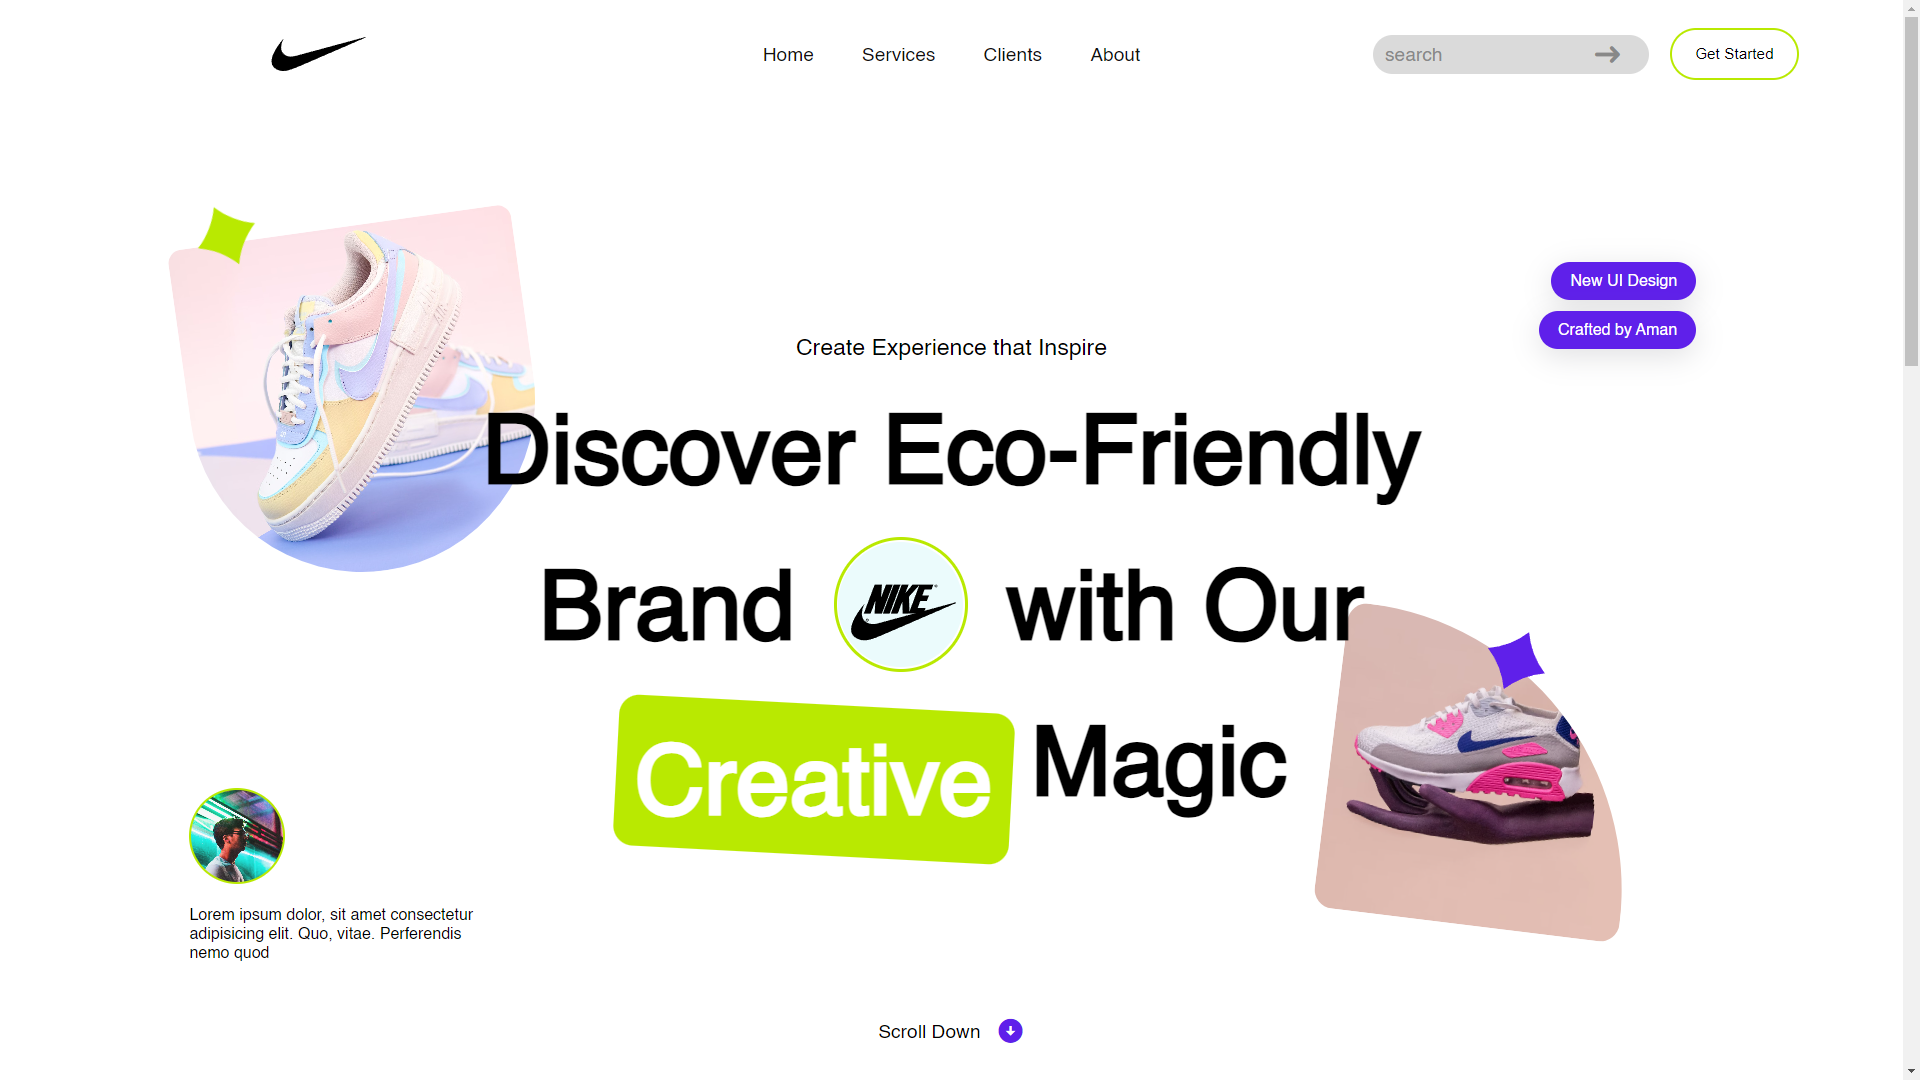 Home Services Clients About
search
Get Started
New UI Design
Crafted by Aman
Create Experience that Inspire
Discover Eco-Friendly
Brand NIKE with Our
Creative Magic
Lorem ipsum dolor, sit amet consectetur
adipisicing elit. Quo, vitae. Perferendis
nemo quod
Scroll Down